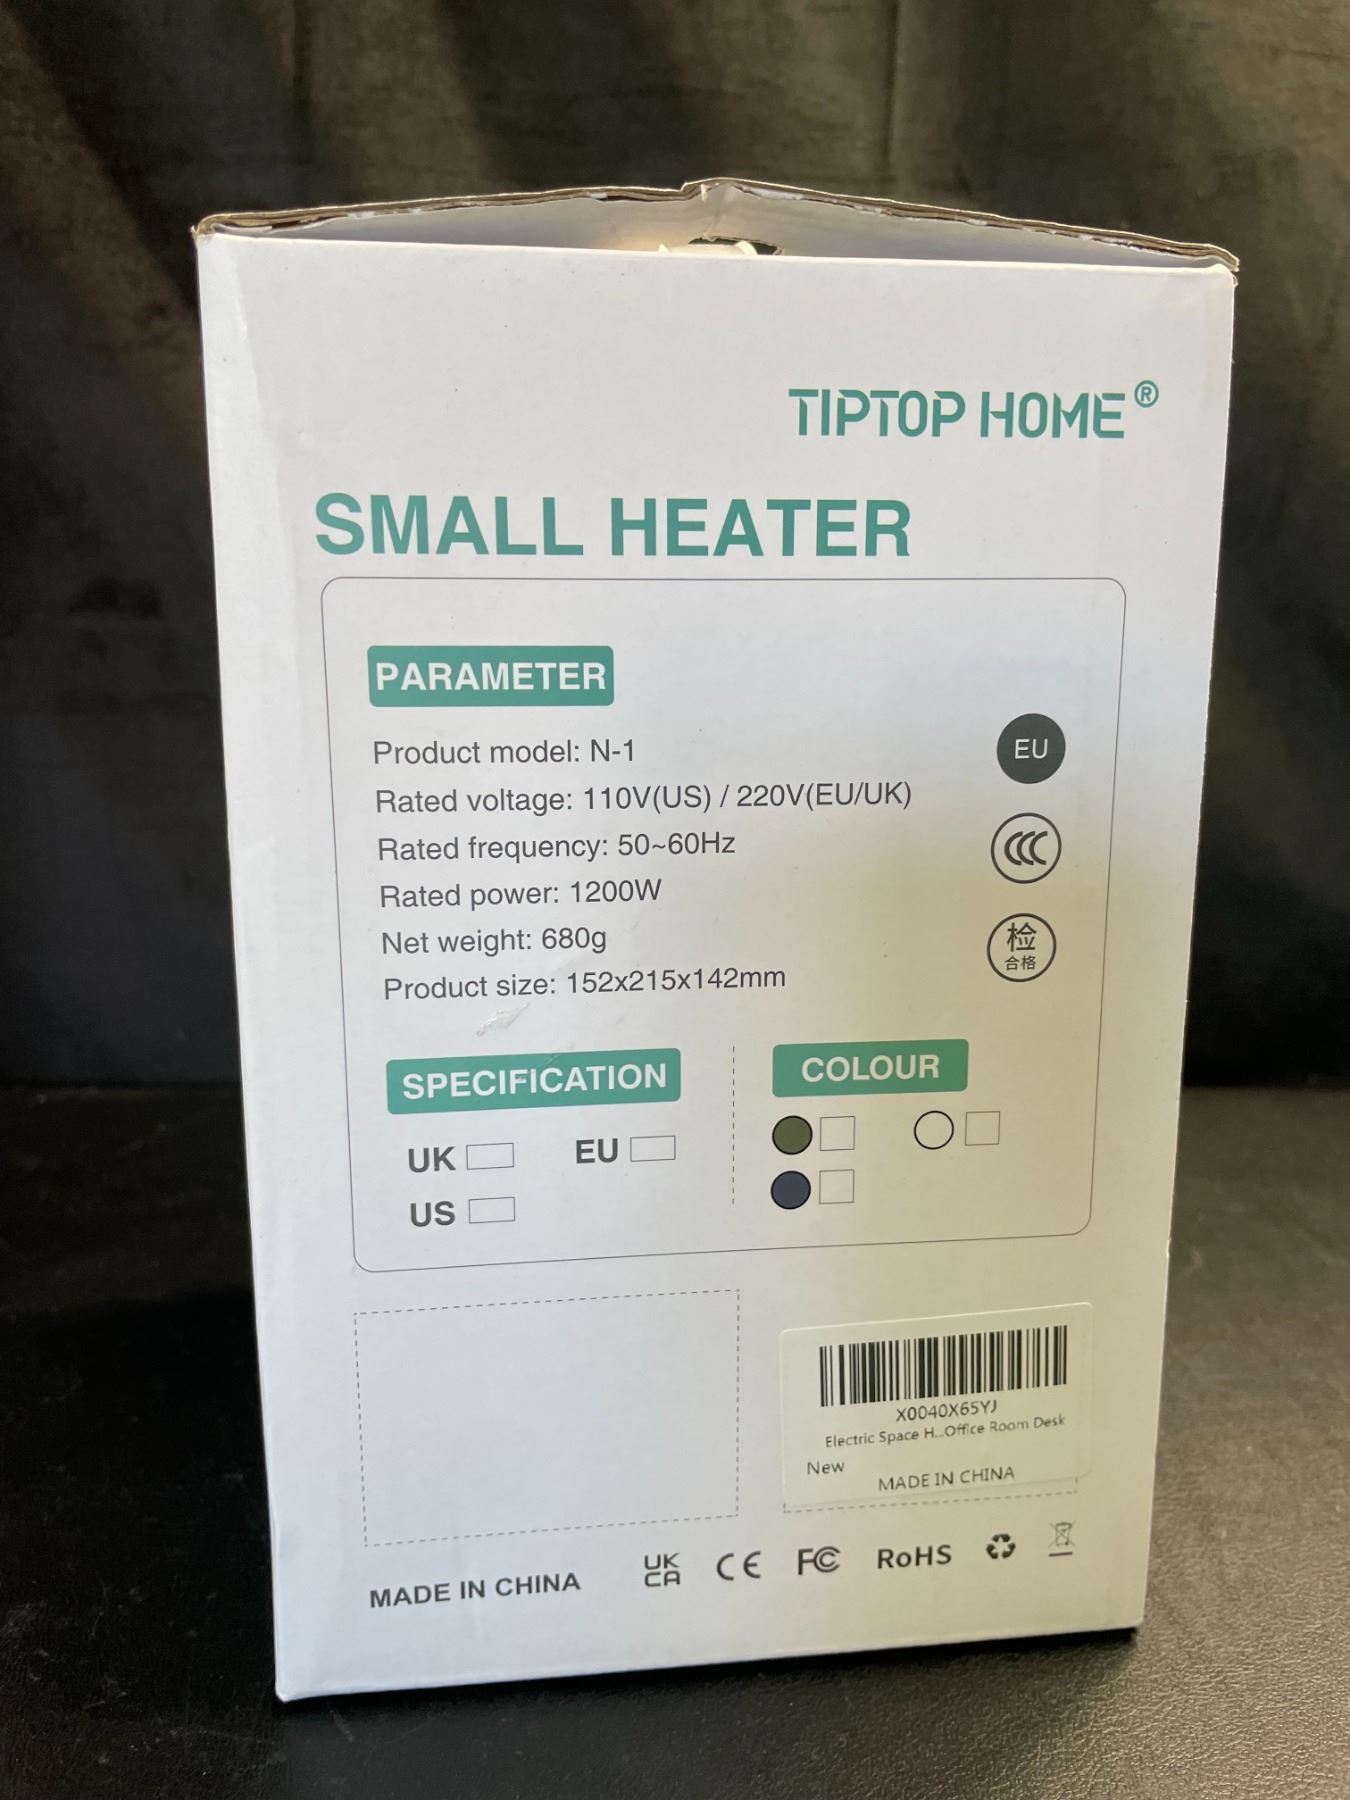 TIPTOP HOME®
SMALL HEATER
PARAMETER
Product model: N-1
Rated voltage: 110V(US) / 220V(EU/UK)
Rated frequency: 50~60Hz
Rated power: 1200W
Net weight: 680g
Product size: 152x215x142mm
EU
CCC
检
合格
SPECIFICATION
UK
EU
US
COLOUR
X0040X65YJ
Electric Space H...Office Room Desk
New
MADE IN CHINA
MADE IN CHINA
UK
CA
CE
FC
RoHS